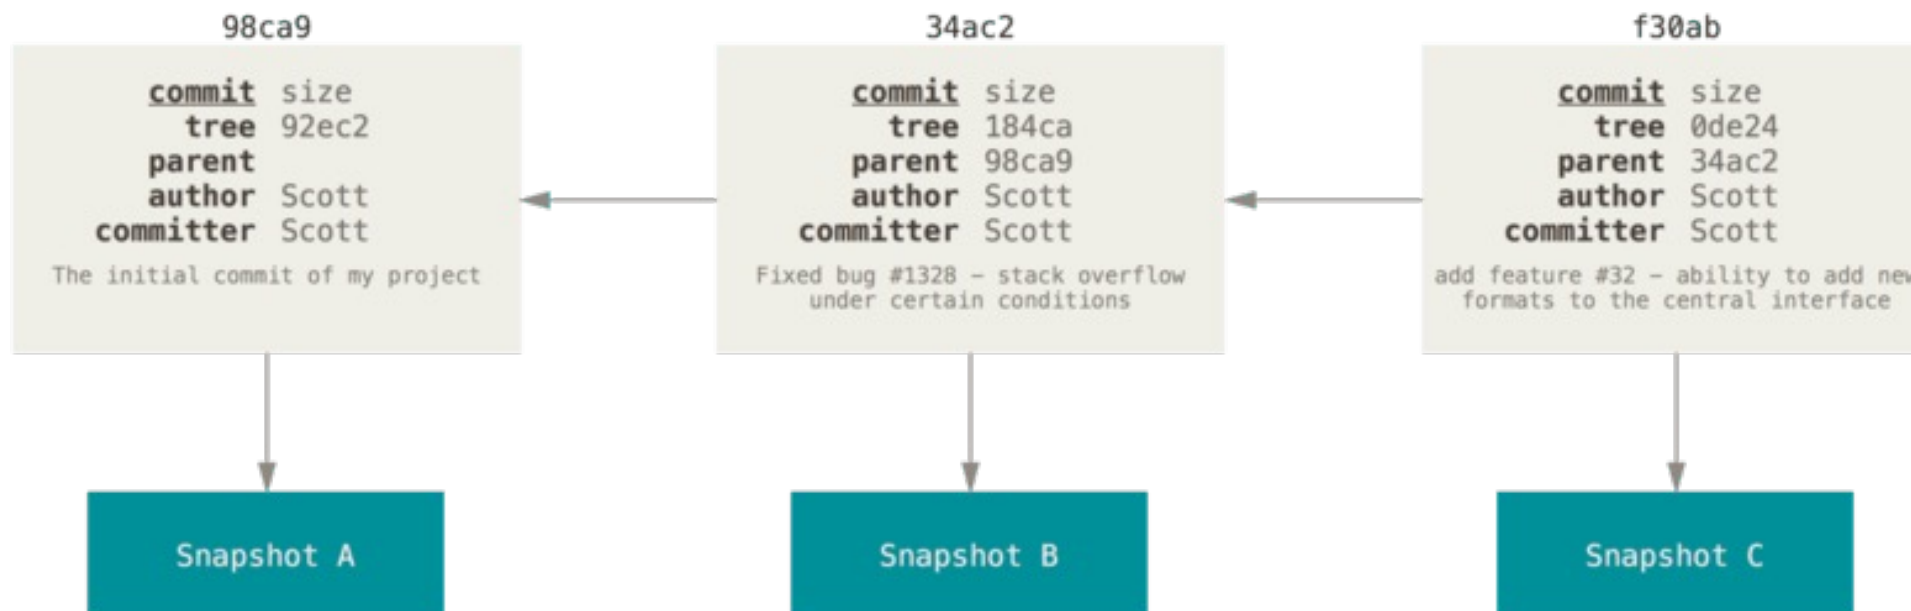 98ca9
commit size
tree 92ec2
parent
author Scott
committer Scott
The initial commit of my project
Snapshot A
34ac2
commit size
tree 184ca
parent 98ca9
author Scott
committer Scott
Fixed bug #1328 – stack overflow
under certain conditions
Snapshot B
f30ab
commit size
tree 0de24
parent 34ac2
author Scott
committer Scott
add feature #32 – ability to add new
formats to the central interface
Snapshot C